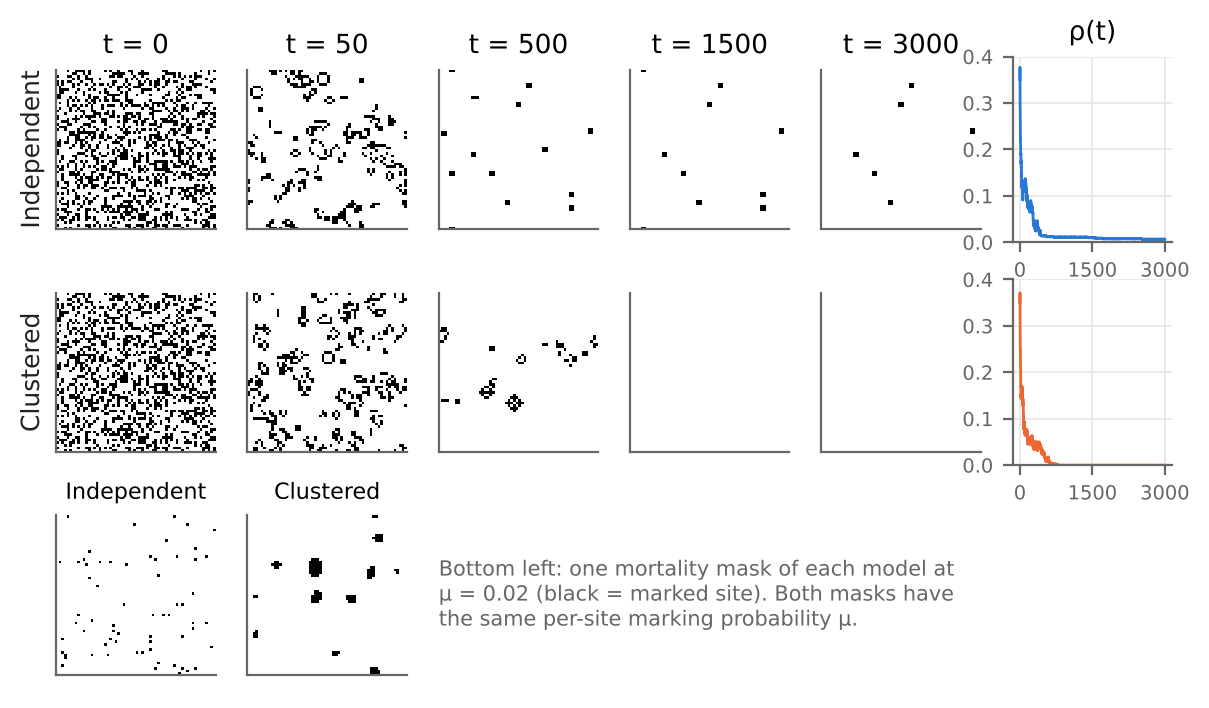 t = 0
t = 50
t = 500
t = 1500
t = 3000
ρ(t)
Independent
0.4
0.3
0.2
0.1
0.0
0
1500
3000
Clustered
0.4
0.3
0.2
0.1
0.0
0
1500
3000
Independent
Clustered
Bottom left: one mortality mask of each model at
μ = 0.02 (black = marked site). Both masks have
the same per-site marking probability μ.